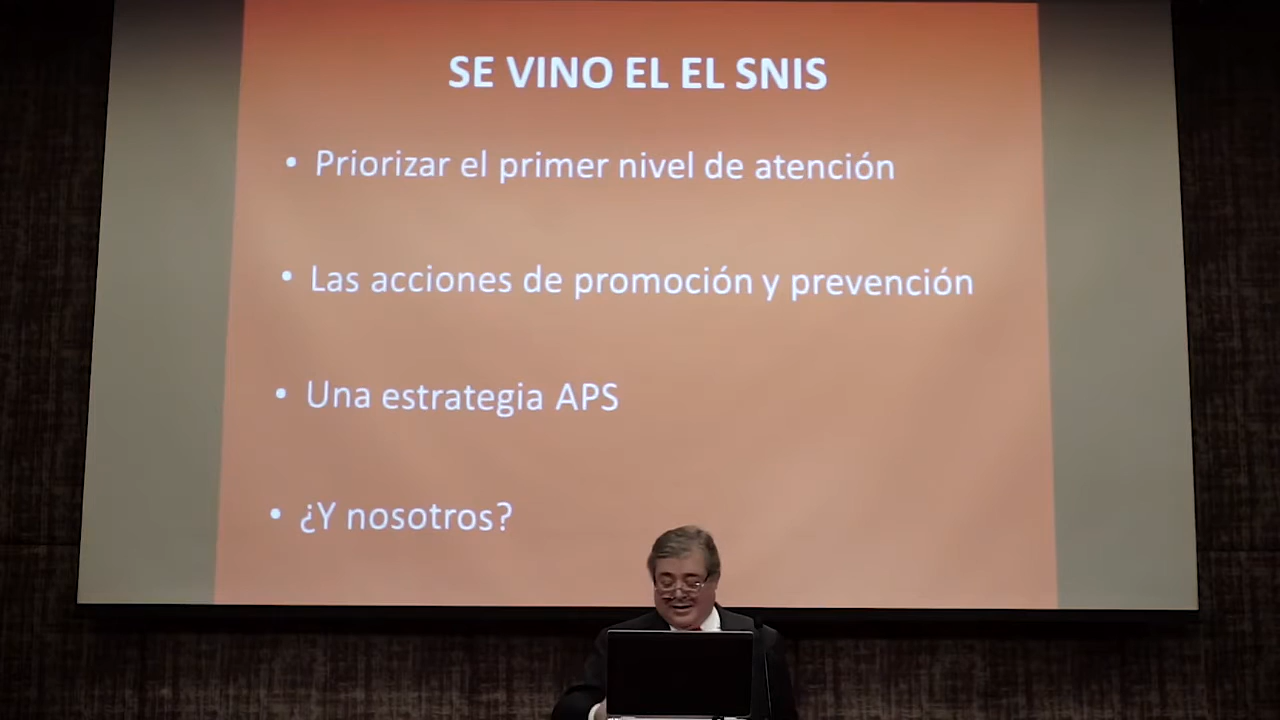 SE VINO EL EL SNIS
• Priorizar el primer nivel de atención
• Las acciones de promoción y prevención
• Una estrategia APS
• ¿Y nosotros?